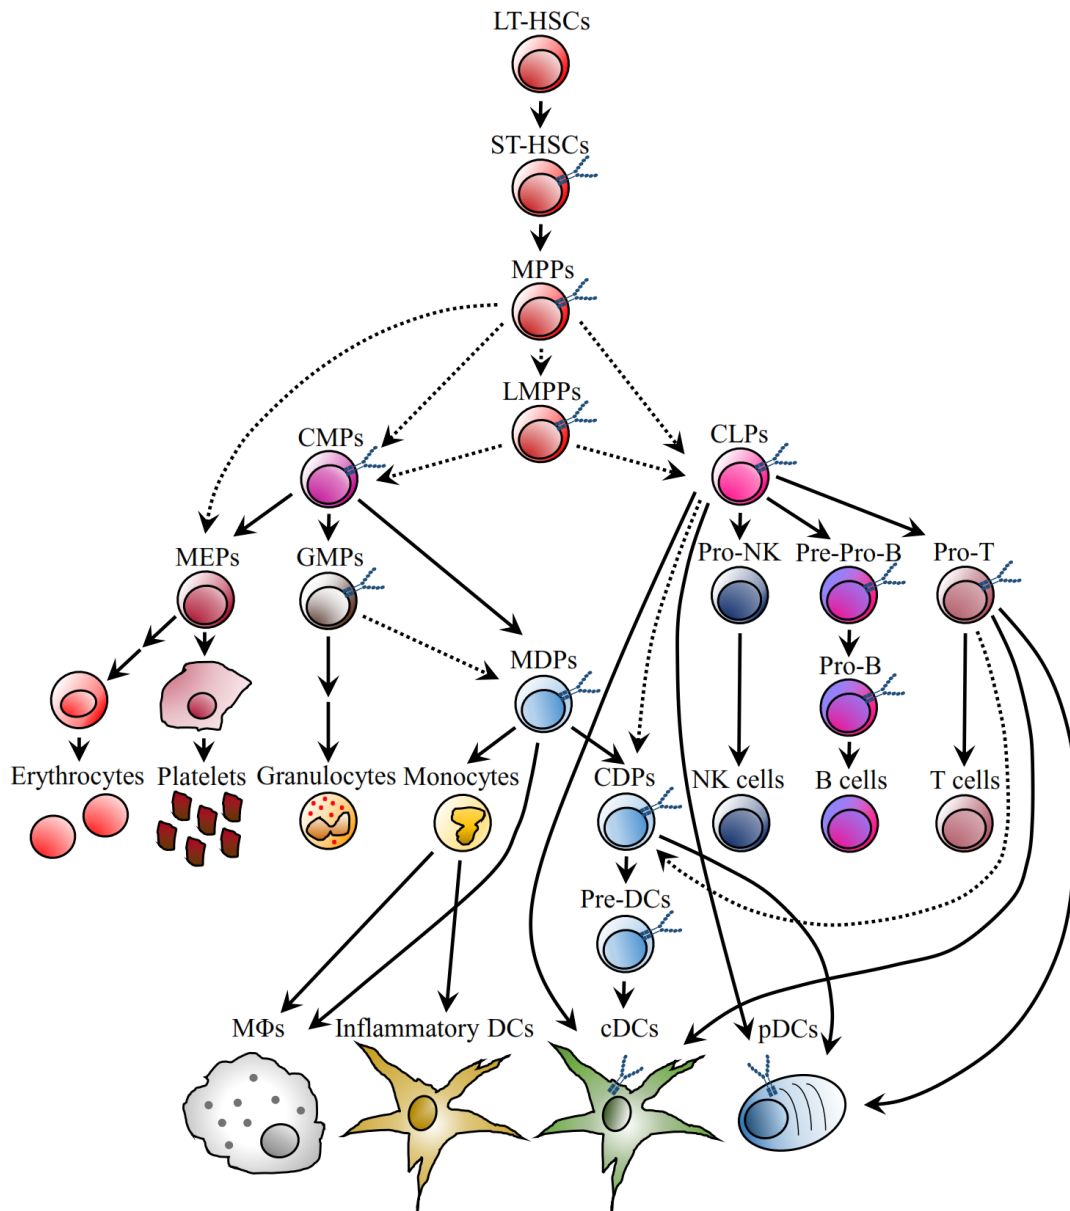 LT-HSCs
ST-HSCs
MPPs
LMPPs
CMPs
CLPs
MEPs
GMPs
Pro-NK
Pre-Pro-B
Pro-T
MDPs
Pro-B
Erythrocytes
Platelets
Granulocytes
Monocytes
CDPs
NK cells
B cells
T cells
Pre-DCs
MΦs
Inflammatory DCs
cDCs
pDCs